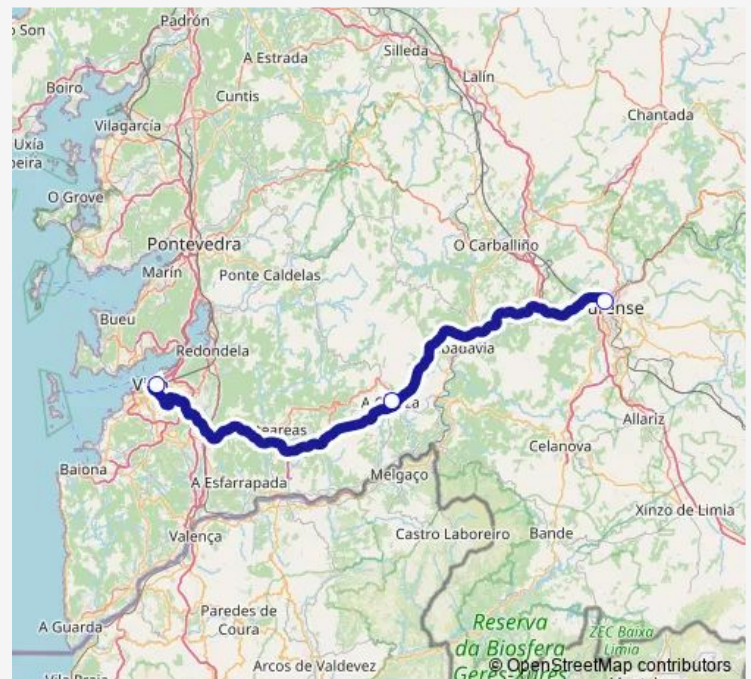 Padrón
Son
A Estrada
Silleda
Lalín
Boiro
Cuntis
Vilagarcía
Chantada
Uxía
beira
O Grove
O Carballiño
Pontevedra
Marín
Ponte Caldelas
Bueu
Redondela
Allariz
Celanova
Baiona
A Esfarrapada
Melgaço
Xinzo de Limia
Valença
Castro Laboreiro
Bande
A Guarda
Paredes de
Coura
Reserva
da Biosfera
ZEC Baixa
Limia
Arcos de Valdevez
© OpenStreetMap contributors